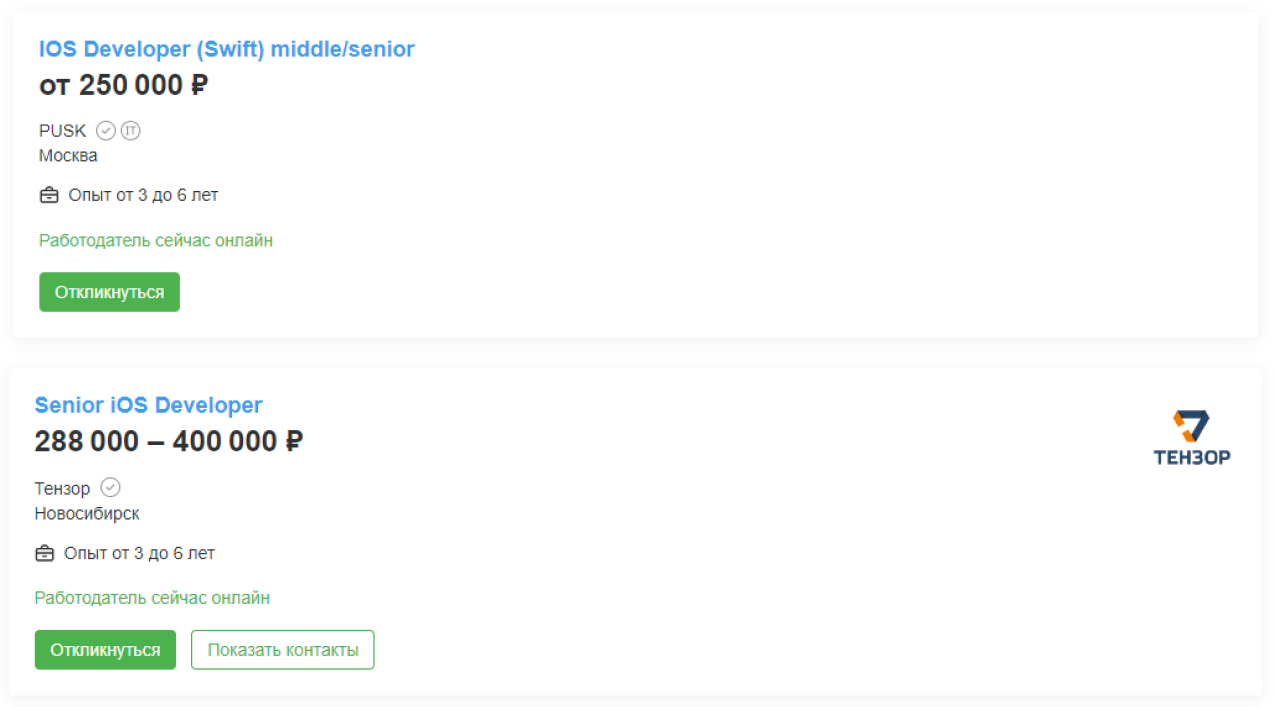 IOS Developer (Swift) middle/senior
от 250 000 ₽
PUSK IT
Москва
Опыт от 3 до 6 лет
Работодатель сейчас онлайн
Откликнуться
Senior iOS Developer
288 000 – 400 000 ₽
ТЕНЗОР
Тензор
Новосибирск
Опыт от 3 до 6 лет
Работодатель сейчас онлайн
Откликнуться Показать контакты